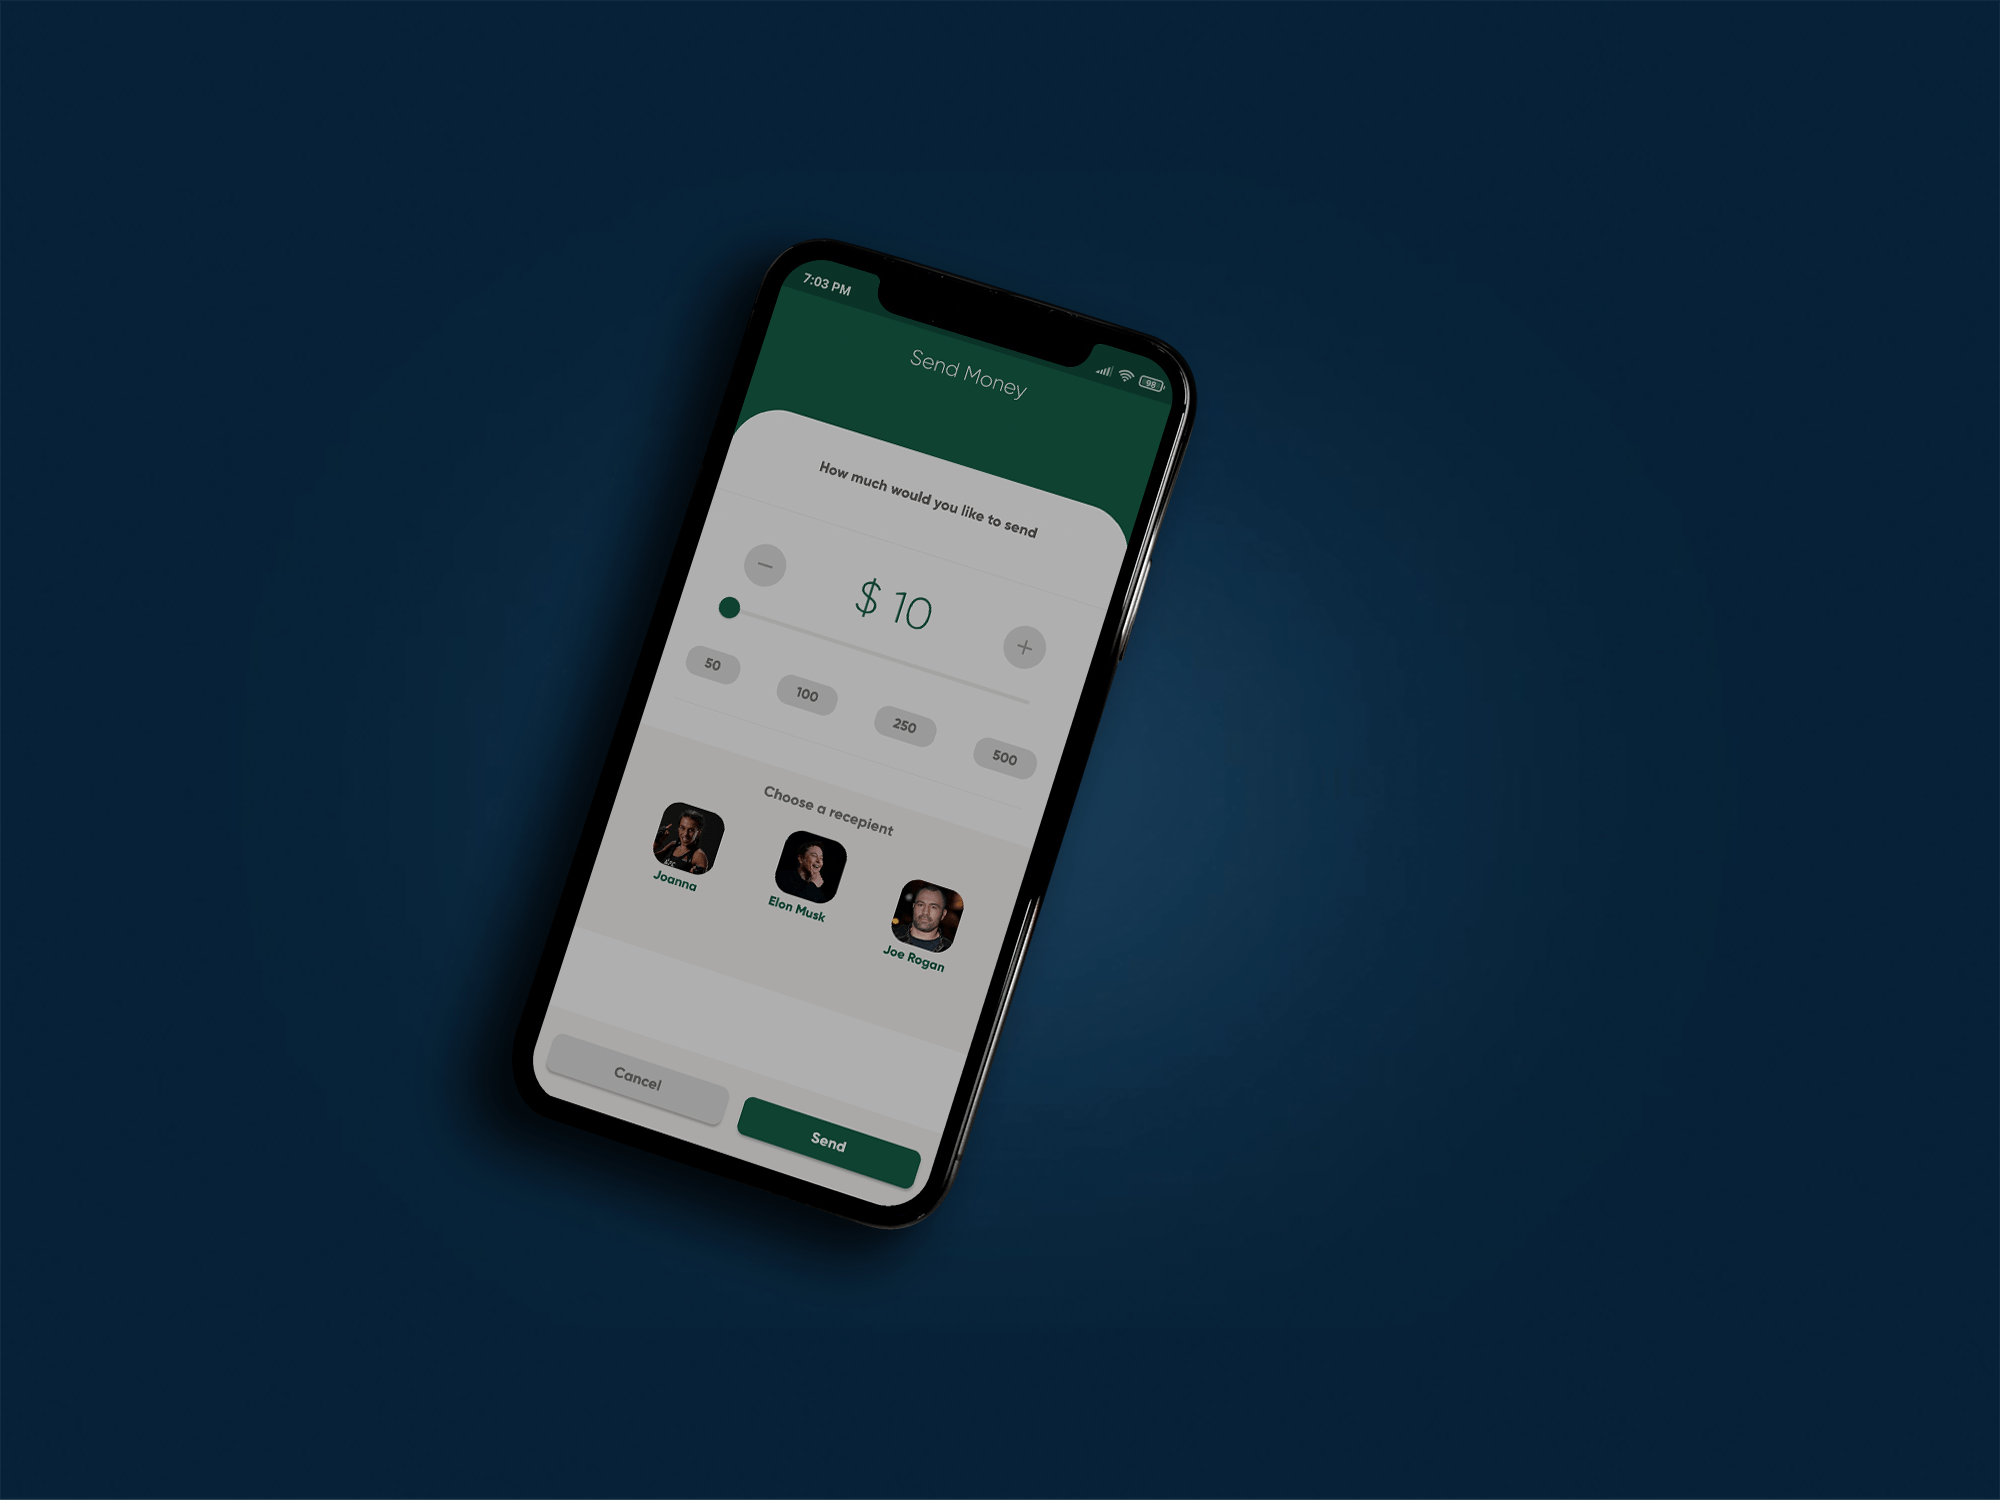 7:03 PM
98
Send Money
How much would you like to send
$ 10
50
100
250
500
Choose a recepient
Joanna
Elon Musk
Joe Rogan
Cancel
Send